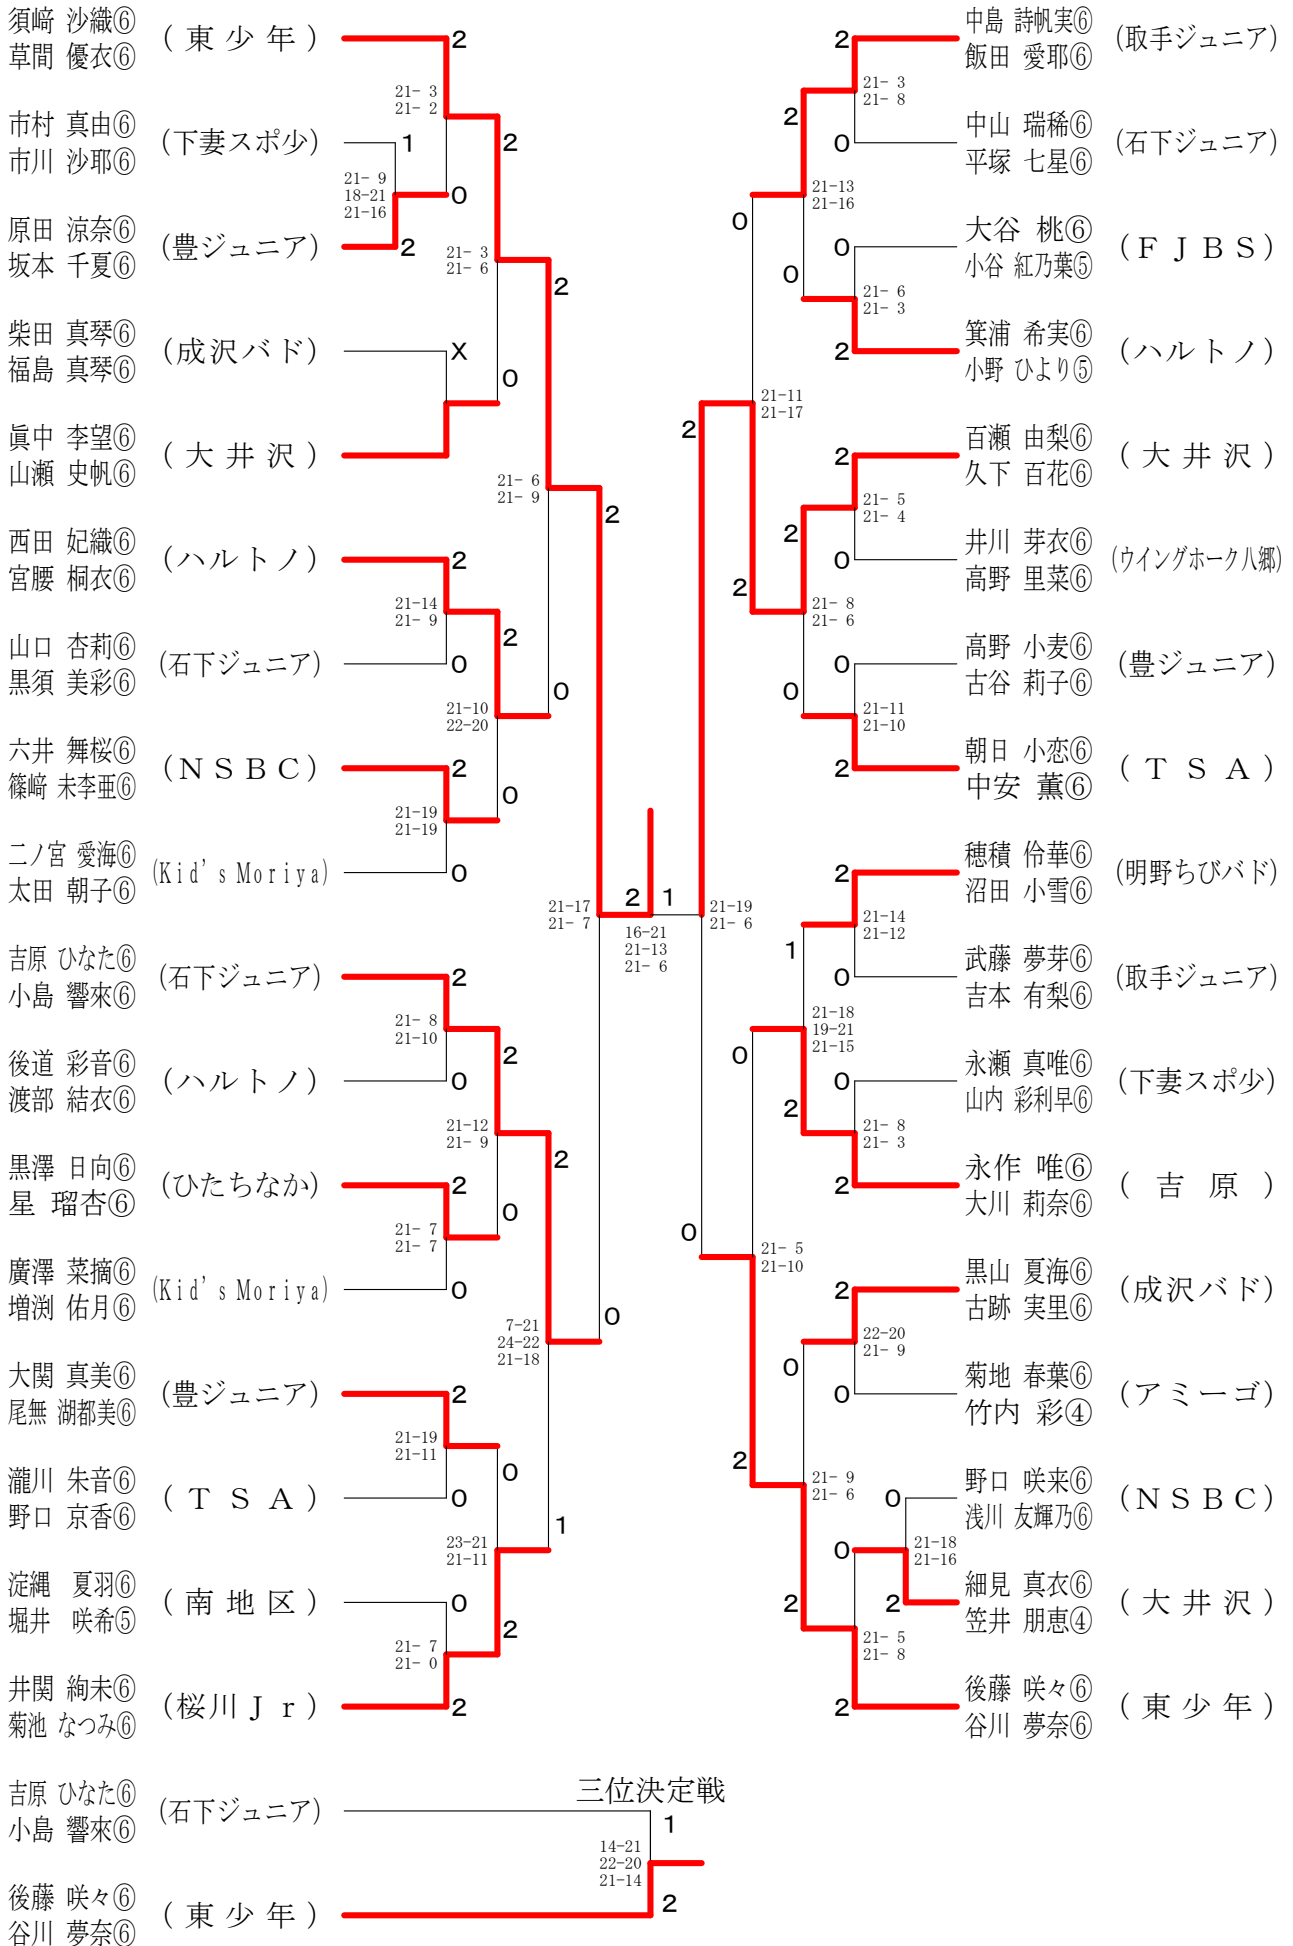 須﨑 沙織⑥
草間 優衣⑥
(東少年)
2
21- 3
21- 2
市村 真由⑥
市川 沙耶⑥
(下妻スポ少)
1
2
21- 9
18-21
21-16
0
原田 涼奈⑥
坂本 千夏⑥
(豊ジュニア)
2
21- 3
21- 6
2
柴田 真琴⑥
福島 真琴⑥
(成沢バド)
X
0
眞中 李望⑥
山瀬 史帆⑥
(大井沢)
21- 6
21- 9
2
西田 妃織⑥
宮腰 桐衣⑥
(ハルトノ)
2
21-14
21- 9
2
山口 杏莉⑥
黒須 美彩⑥
(石下ジュニア)
0
0
21-10
22-20
六井 舞桜⑥
篠﨑 未李亜⑥
(NSBC)
2
0
21-19
21-19
二ノ宮 愛海⑥
太田 朝子⑥
(Kid's Moriya)
0
21-17
21- 7
2
1
16-21
21-13
21- 6
吉原 ひなた⑥
小島 響來⑥
(石下ジュニア)
2
21- 8
21-10
2
後道 彩音⑥
渡部 結衣⑥
(ハルトノ)
0
21-12
21- 9
2
黒澤 日向⑥
星 瑠杏⑥
(ひたちなか)
2
0
21- 7
21- 7
廣澤 菜摘⑥
増渕 佑月⑥
(Kid's Moriya)
0
7-21
24-22
21-18
0
大関 真美⑥
尾無 湖都美⑥
(豊ジュニア)
2
21-19
21-11
0
瀧川 朱音⑥
野口 京香⑥
(TSA)
0
1
23-21
21-11
淀縄 夏羽⑥
堀井 咲希⑤
(南地区)
0
2
21- 7
21- 0
井関 絢未⑥
菊池 なつみ⑥
(桜川Jr)
2
中島 詩帆実⑥
飯田 愛耶⑥
(取手ジュニア)
2
21- 3
21- 8
2
中山 瑞稀⑥
平塚 七星⑥
(石下ジュニア)
0
21-13
21-16
0
大谷 桃⑥
小谷 紅乃葉⑤
(FJBS)
0
0
21- 6
21- 3
箕浦 希実⑥
小野 ひより⑤
(ハルトノ)
2
21-11
21-17
2
百瀬 由梨⑥
久下 百花⑥
(大井沢)
2
21- 5
21- 4
2
井川 芽衣⑥
高野 里菜⑥
(ウイングホーク八郷)
0
2
21- 8
21- 6
高野 小麦⑥
古谷 莉子⑥
(豊ジュニア)
0
0
21-11
21-10
朝日 小恋⑥
中安 薫⑥
(TSA)
2
21-19
21- 6
穂積 伶華⑥
沼田 小雪⑥
(明野ちびバド)
2
21-14
21-12
1
武藤 夢芽⑥
吉本 有梨⑥
(取手ジュニア)
0
21-18
19-21
21-15
0
永瀬 真唯⑥
山内 彩利早⑥
(下妻スポ少)
0
2
21- 8
21- 3
永作 唯⑥
大川 莉奈⑥
(吉原)
2
0
21- 5
21-10
黒山 夏海⑥
古跡 実里⑥
(成沢バド)
2
22-20
21- 9
0
菊地 春葉⑥
竹内 彩④
(アミーゴ)
0
2
21- 9
21- 6
野口 咲来⑥
浅川 友輝乃⑥
(NSBC)
0
0
21-18
21-16
細見 真衣⑥
笠井 朋恵④
(大井沢)
2
2
21- 5
21- 8
後藤 咲々⑥
谷川 夢奈⑥
(東少年)
2
三位決定戦
吉原 ひなた⑥
小島 響來⑥
(石下ジュニア)
1
14-21
22-20
21-14
後藤 咲々⑥
谷川 夢奈⑥
(東少年)
2